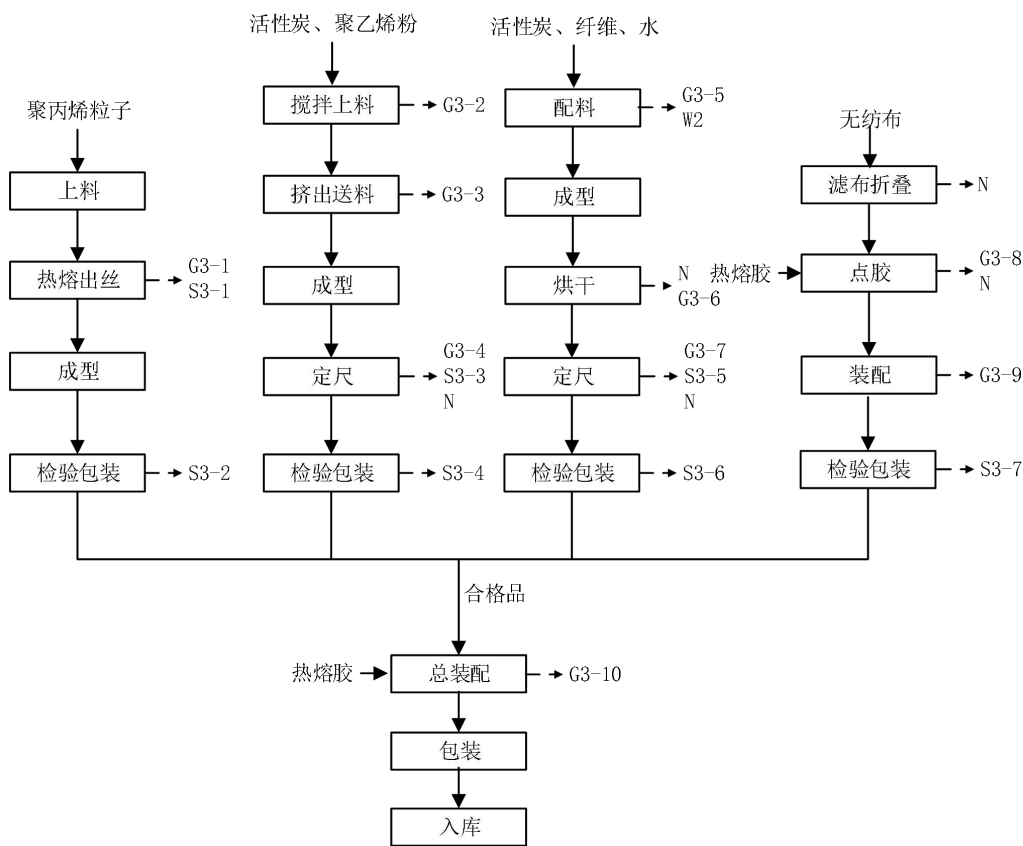 活性炭、聚乙烯粉
活性炭、纤维、水
搅拌上料
G3-2
配料
G3-5
W2
聚丙烯粒子
无纺布
上料
挤出送料
G3-3
成型
滤布折叠
N
热熔出丝
G3-1
S3-1
成型
烘干
N
G3-6
热熔胶
点胶
G3-8
N
成型
定尺
G3-4
S3-3
N
定尺
G3-7
S3-5
N
装配
G3-9
检验包装
S3-2
检验包装
S3-4
检验包装
S3-6
检验包装
S3-7
合格品
热熔胶
总装配
G3-10
包装
入库